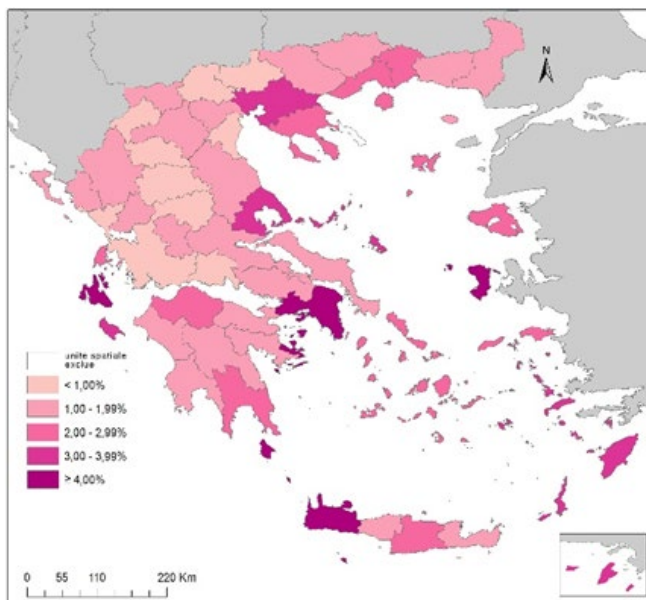 N
unité spatiale
exclue
< 1,00%
1,00 - 1,99%
2,00 - 2,99%
3,00 - 3,99%
> 4,00%
0 55 110 220 Km